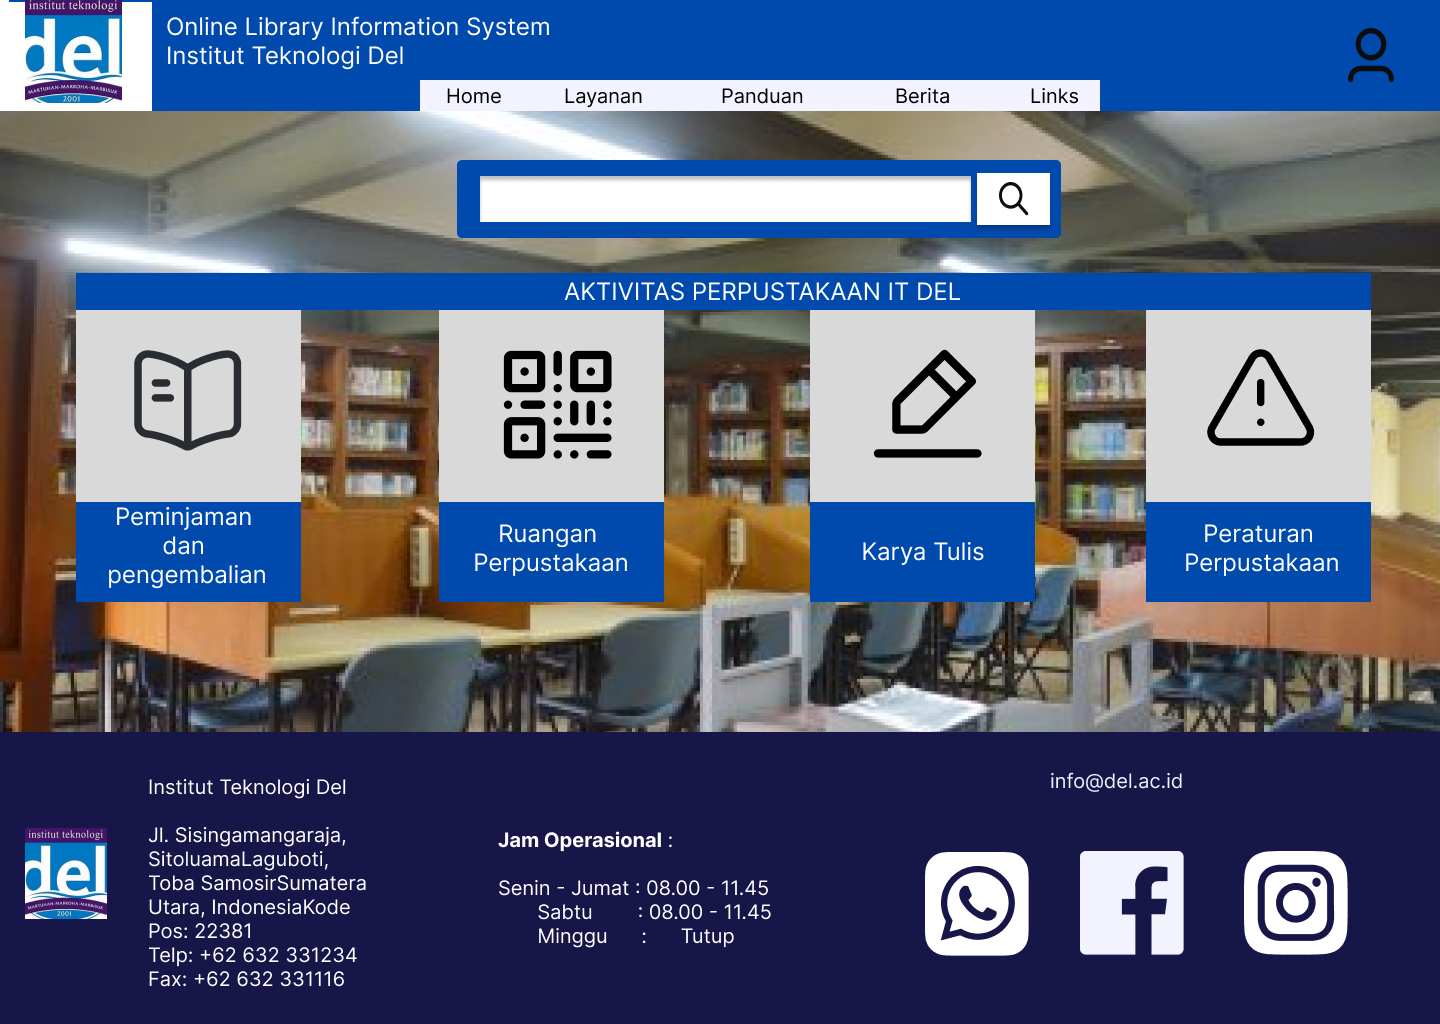 institut teknologi
del
MARTUHAN-MARROHA-MARBISUK
2001
Online Library Information System
Institut Teknologi Del
Home Layanan Panduan Berita Links
AKTIVITAS PERPUSTAKAAN IT DEL
Peminjaman
dan
pengembalian
Ruangan
Perpustakaan
Karya Tulis
Peraturan
Perpustakaan
institut teknologi
del
MARTUHAN-MARROHA-MARBISUK
2001
Institut Teknologi Del
Jl. Sisingamangaraja,
SitoluamaLaguboti,
Toba SamosirSumatera
Utara, IndonesiaKode
Pos: 22381
Telp: +62 632 331234
Fax: +62 632 331116
Jam Operasional :
Senin - Jumat : 08.00 - 11.45
Sabtu : 08.00 - 11.45
Minggu : Tutup
info@del.ac.id